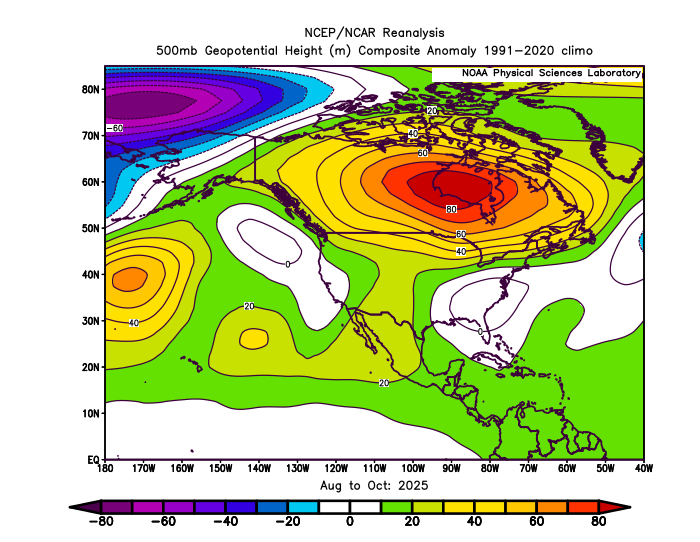 NCEP/NCAR Reanalysis
500mb Geopotential Height (m) Composite Anomaly 1991−2020 climo
NOAA Physical Sciences Laboratory
80N
20
70N
−60
40
60
60N
80
50N
60
40
0
40N
20
30N
40
0
20N
20
10N
EQ
180 170W 160W 150W 140W 130W 120W 110W 100W 90W 80W 70W 60W 50W 40W
Aug to Oct: 2025
−80 −60 −40 −20 0 20 40 60 80